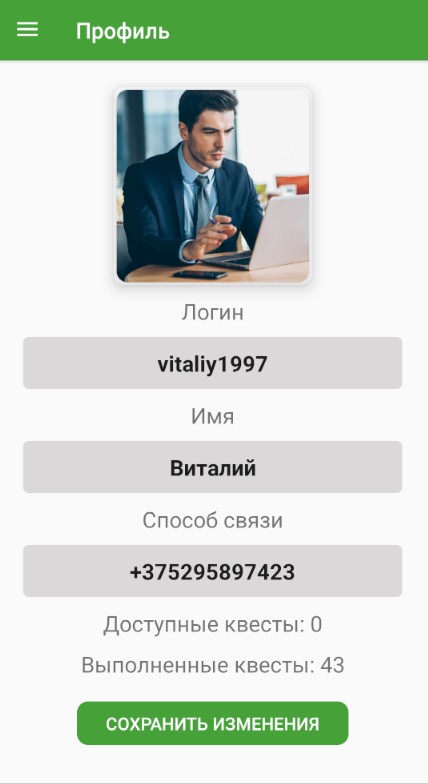 Профиль
Логин
vitaliy1997
Имя
Виталий
Способ связи
+375295897423
Доступные квесты: 0
Выполненные квесты: 43
СОХРАНИТЬ ИЗМЕНЕНИЯ